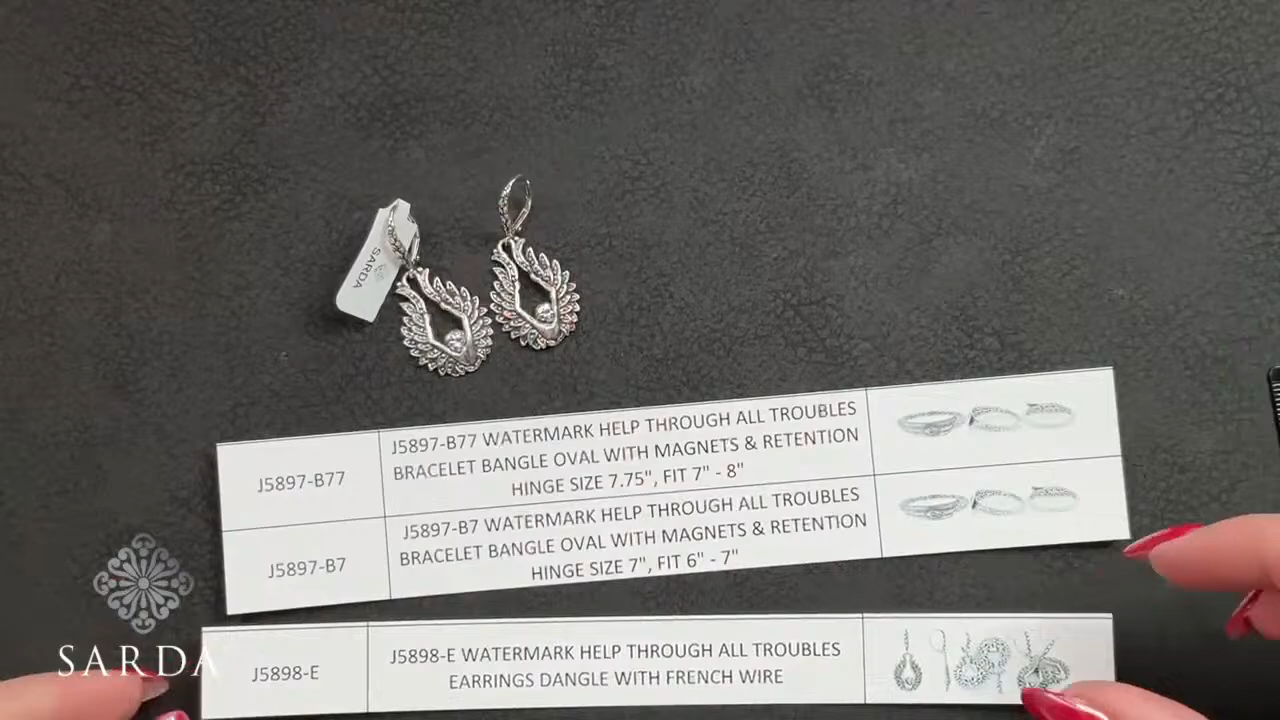 SARDA
J5897-B77
J5897-B77 WATERMARK HELP THROUGH ALL TROUBLES
BRACELET BANGLE OVAL WITH MAGNETS & RETENTION
HINGE SIZE 7.75", FIT 7" - 8"
J5897-B7
J5897-B7 WATERMARK HELP THROUGH ALL TROUBLES
BRACELET BANGLE OVAL WITH MAGNETS & RETENTION
HINGE SIZE 7", FIT 6" - 7"
SARDA
J5898-E
J5898-E WATERMARK HELP THROUGH ALL TROUBLES
EARRINGS DANGLE WITH FRENCH WIRE